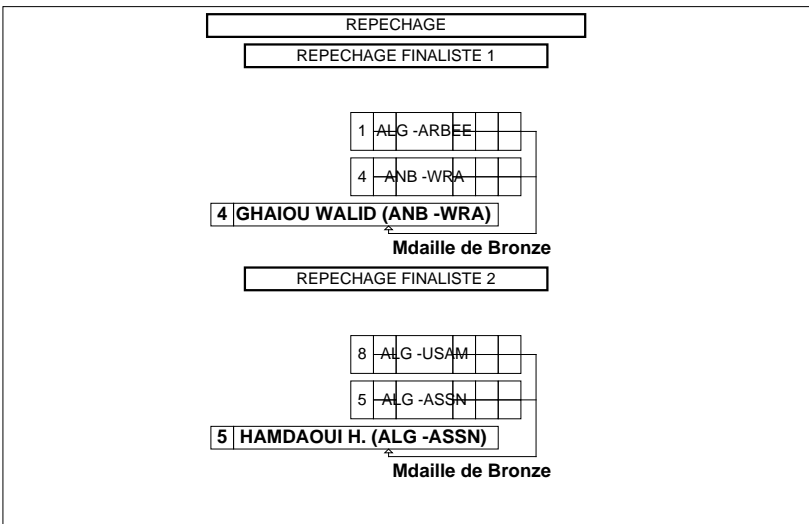 REPECHAGE
REPECHAGE FINALISTE 1
1 ALG -ARBEE
4 ANB -WRA
4 GHAIOU WALID (ANB -WRA)
Mdaille de Bronze
REPECHAGE FINALISTE 2
8 ALG -USAM
5 ALG -ASSN
5 HAMDAOUI H. (ALG -ASSN)
Mdaille de Bronze